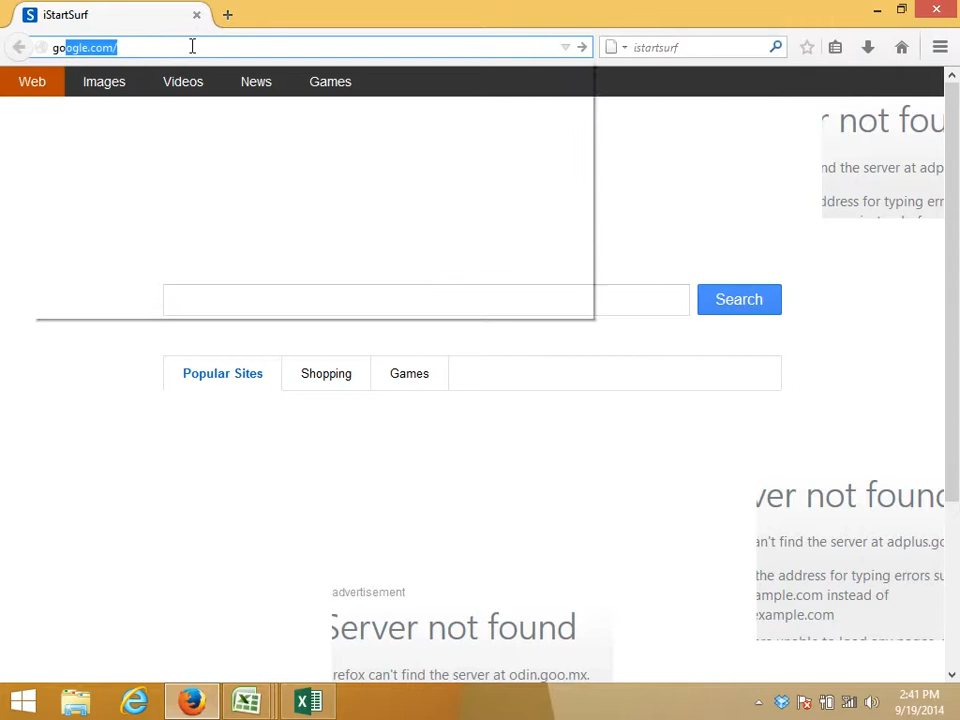 iStartSurf
google.com/
istartsurf
Web Images Videos News Games
r not fou
nd the server at adp
ddress for typing err
Search
Popular Sites Shopping Games
ver not found
an't find the server at adplus.go
the address for typing errors su
ample.com instead of
example.com
advertisement
Server not found
refox can't find the server at odin.goo.mx.
2:41 PM
9/19/2014